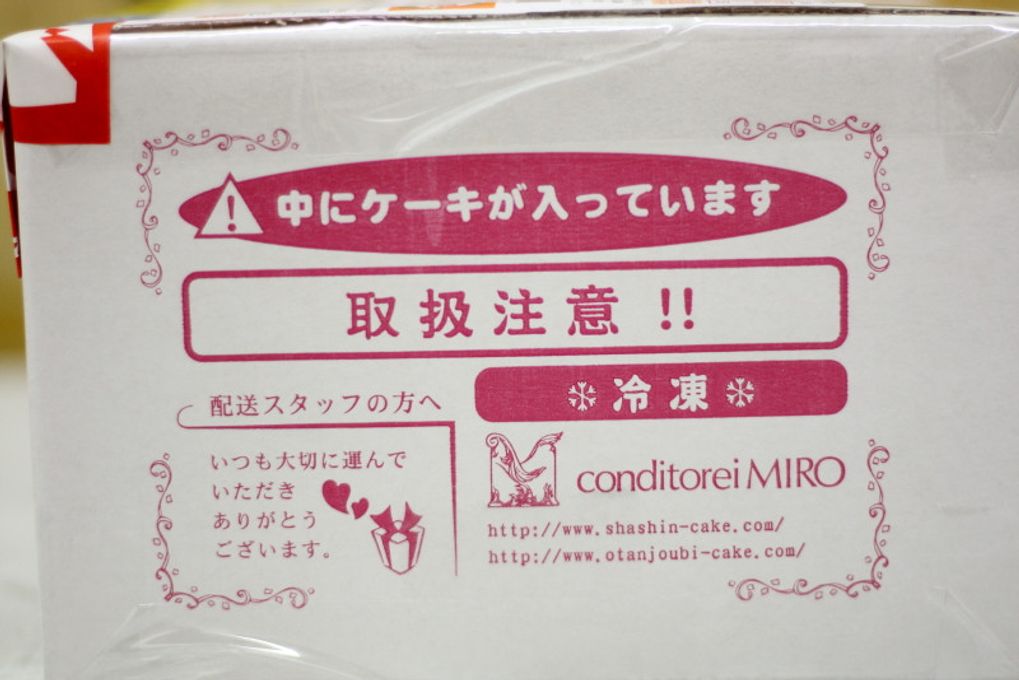 中にケーキが入っています
取扱注意!!
冷凍
配送スタッフの方へ
いつも大切に運んで
いただき
ありがとう
ございます。
conditorei MIRO
http://www.shashin-cake.com/
http://www.otanjoubi-cake.com/